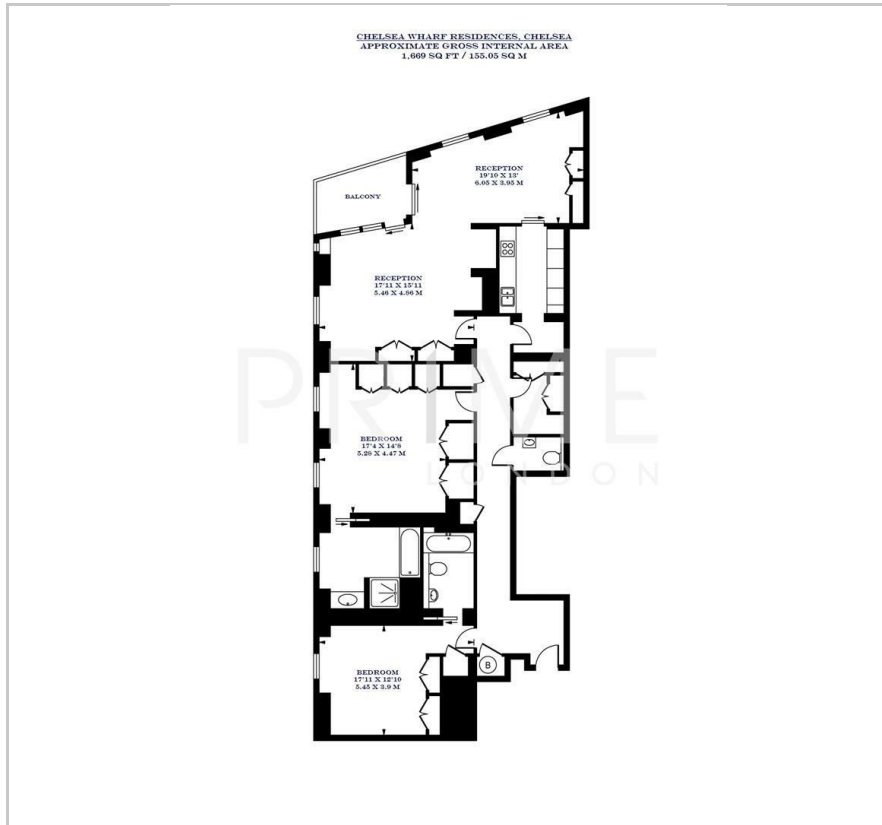 CHELSEA WHARF RESIDENCES, CHELSEA
APPROXIMATE GROSS INTERNAL AREA
1,669 SQ FT / 155.05 SQ M
RECEPTION
19'10 X 13'
6.05 X 3.95 M
BALCONY
RECEPTION
17'11 X 15'11
5.46 X 4.86 M
PRIME
LONDON
BEDROOM
17'4 X 14'8
5.28 X 4.47 M
BEDROOM
17'11 X 12'10
5.45 X 3.9 M
B